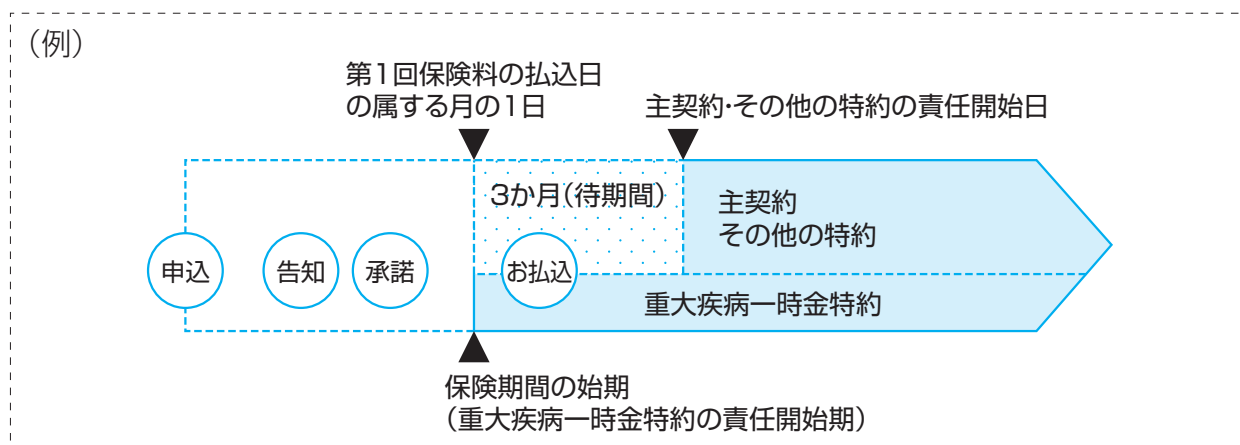 （例）
第1回保険料の払込日
の属する月の1日
主契約・その他の特約の責任開始日
3か月（待期間）
主契約
その他の特約
申込
告知
承諾
お払込
重大疾病一時金特約
保険期間の始期
（重大疾病一時金特約の責任開始期）